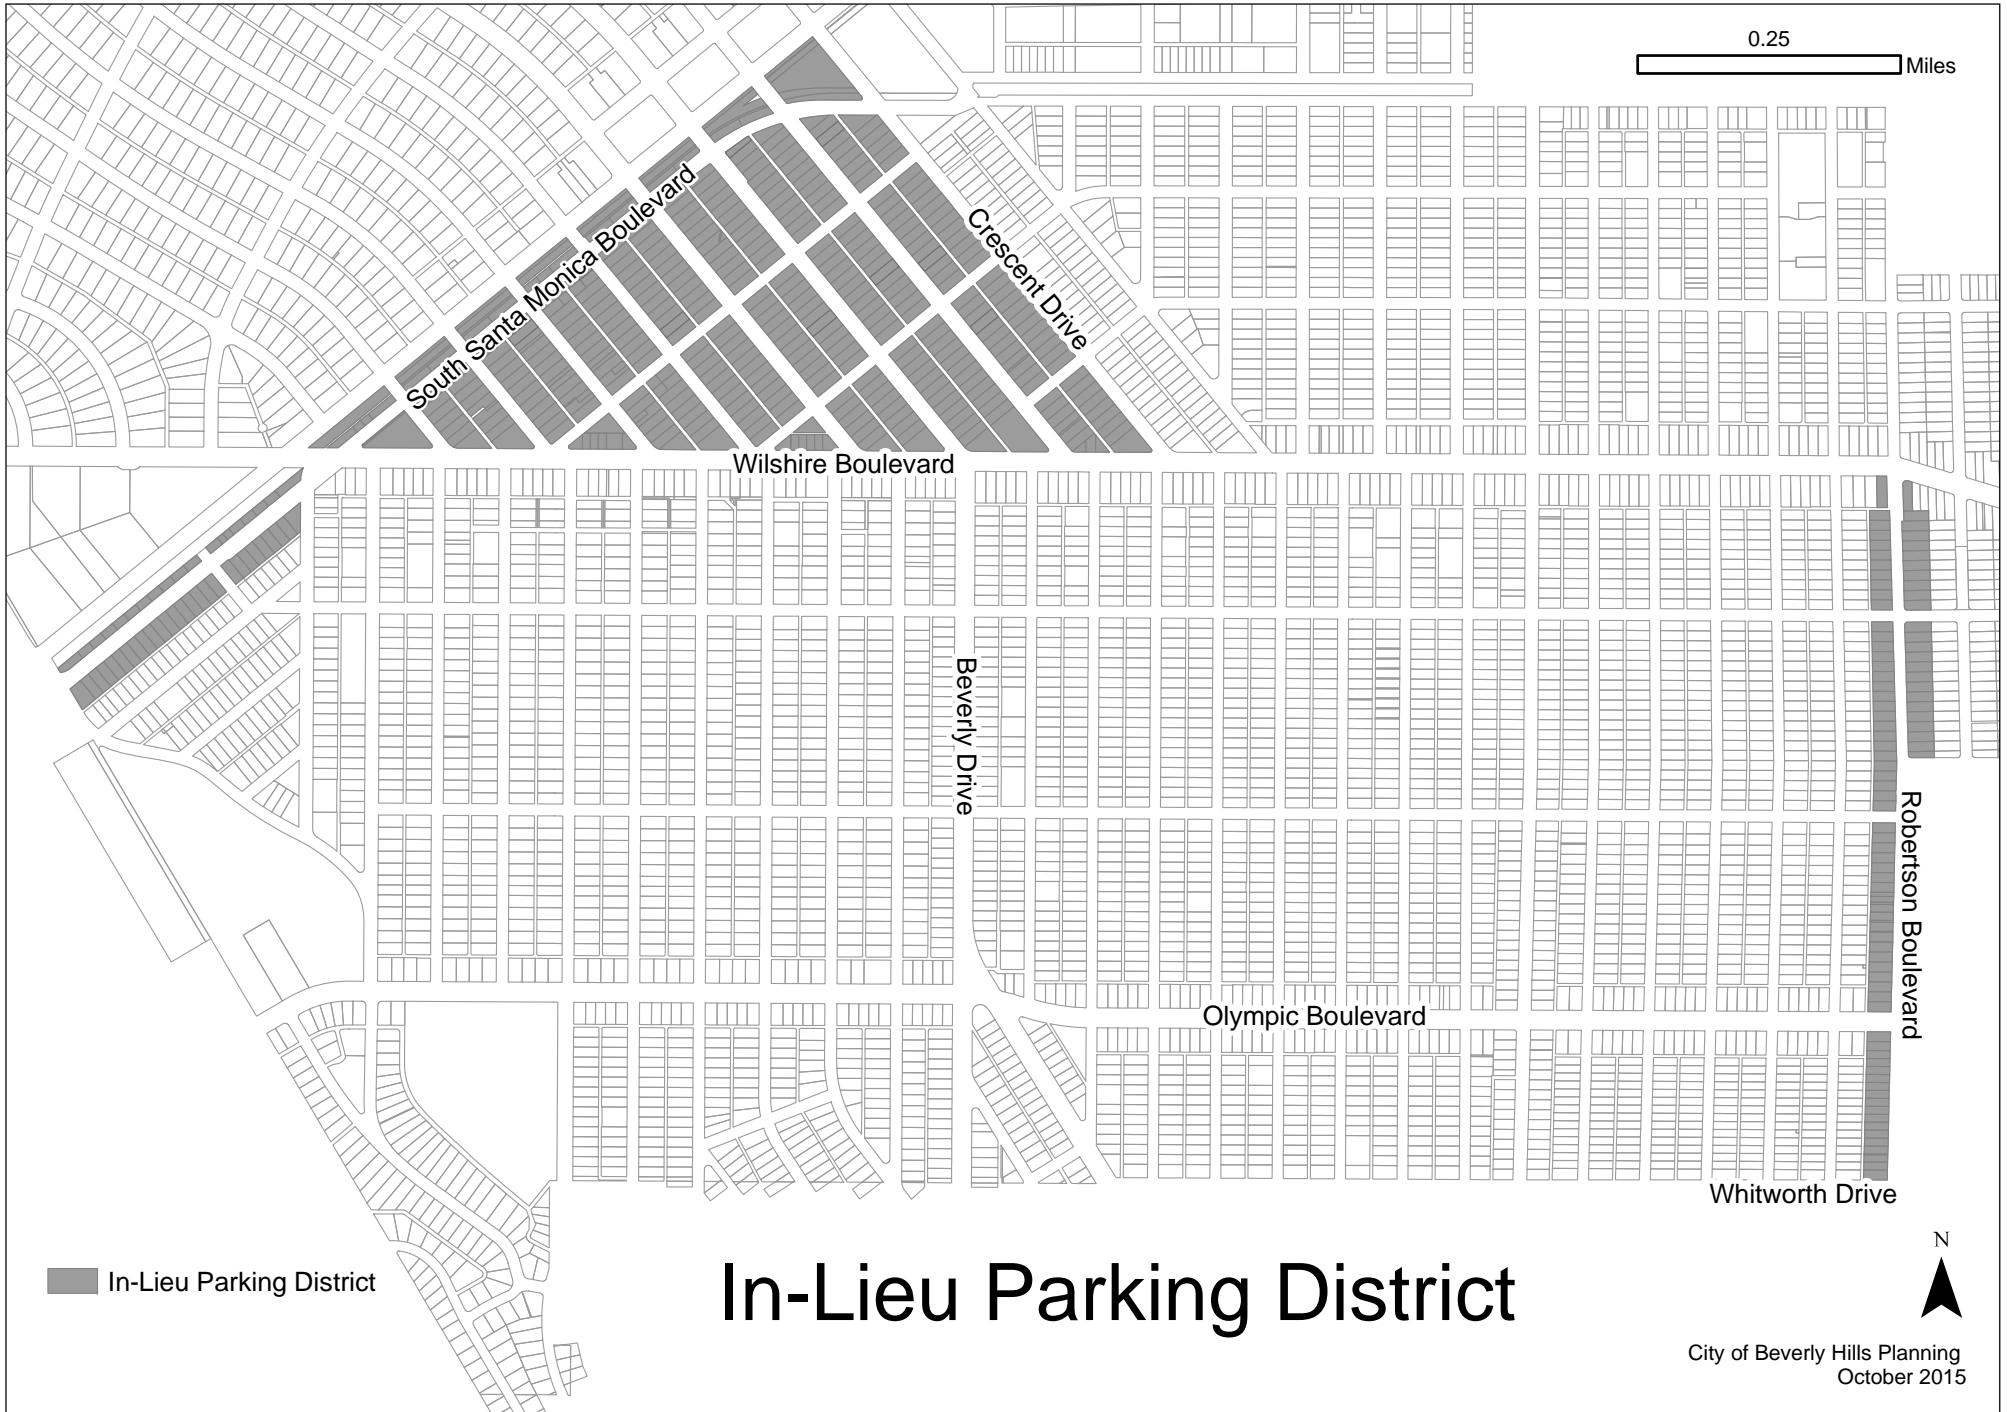 0.25
Miles
South Santa Monica Boulevard
Crescent Drive
Wilshire Boulevard
Beverly Drive
Robertson Boulevard
Olympic Boulevard
Whitworth Drive
In-Lieu Parking District
In-Lieu Parking District
N
City of Beverly Hills Planning
October 2015